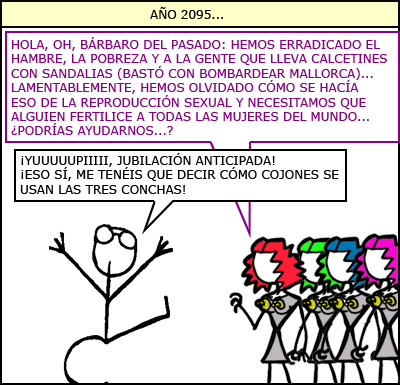 AÑO 2095...
HOLA, OH, BÁRBARO DEL PASADO: HEMOS ERRADICADO EL
HAMBRE, LA POBREZA Y A LA GENTE QUE LLEVA CALCETINES
CON SANDALIAS (BASTÓ CON BOMBARDEAR MALLORCA)...
LAMENTABLEMENTE, HEMOS OLVIDADO CÓMO SE HACÍA
ESO DE LA REPRODUCCIÓN SEXUAL Y NECESITAMOS QUE
ALGUIEN FERTILICE A TODAS LAS MUJERES DEL MUNDO...
¿PODRÍAS AYUDARNOS...?
¡YUUUUUPIIIII, JUBILACIÓN ANTICIPADA!
¡ESO SÍ, ME TENÉIS QUE DECIR CÓMO COJONES SE
USAN LAS TRES CONCHAS!